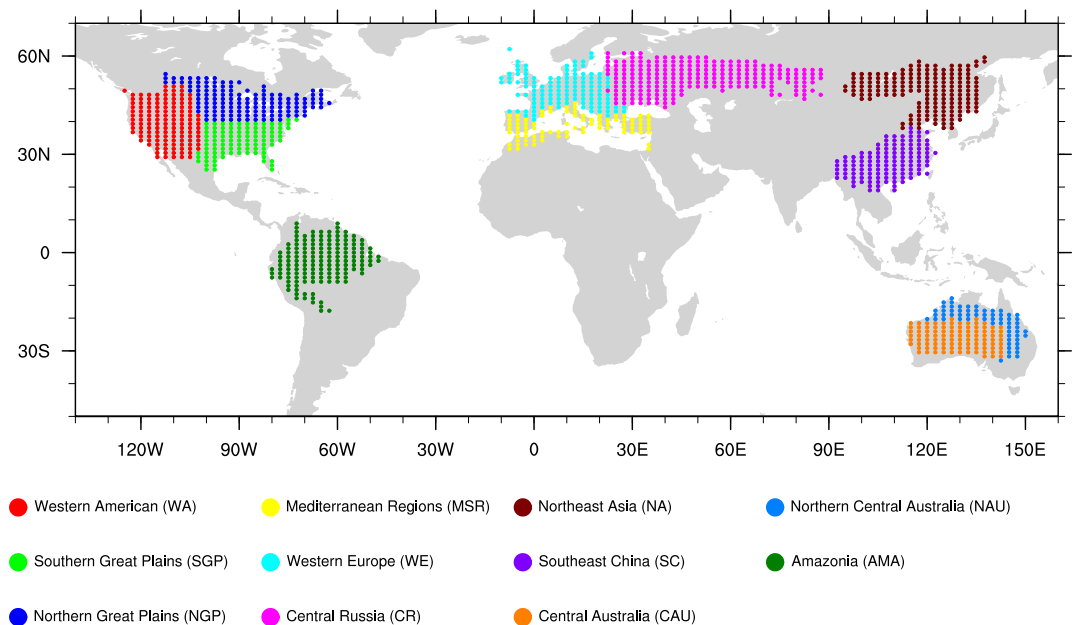 60N
30N
0
30S
120W 90W 60W 30W 0 30E 60E 90E 120E 150E
Western American (WA) Mediterranean Regions (MSR) Northeast Asia (NA) Northern Central Australia (NAU)
Southern Great Plains (SGP) Western Europe (WE) Southeast China (SC) Amazonia (AMA)
Northern Great Plains (NGP) Central Russia (CR) Central Australia (CAU)